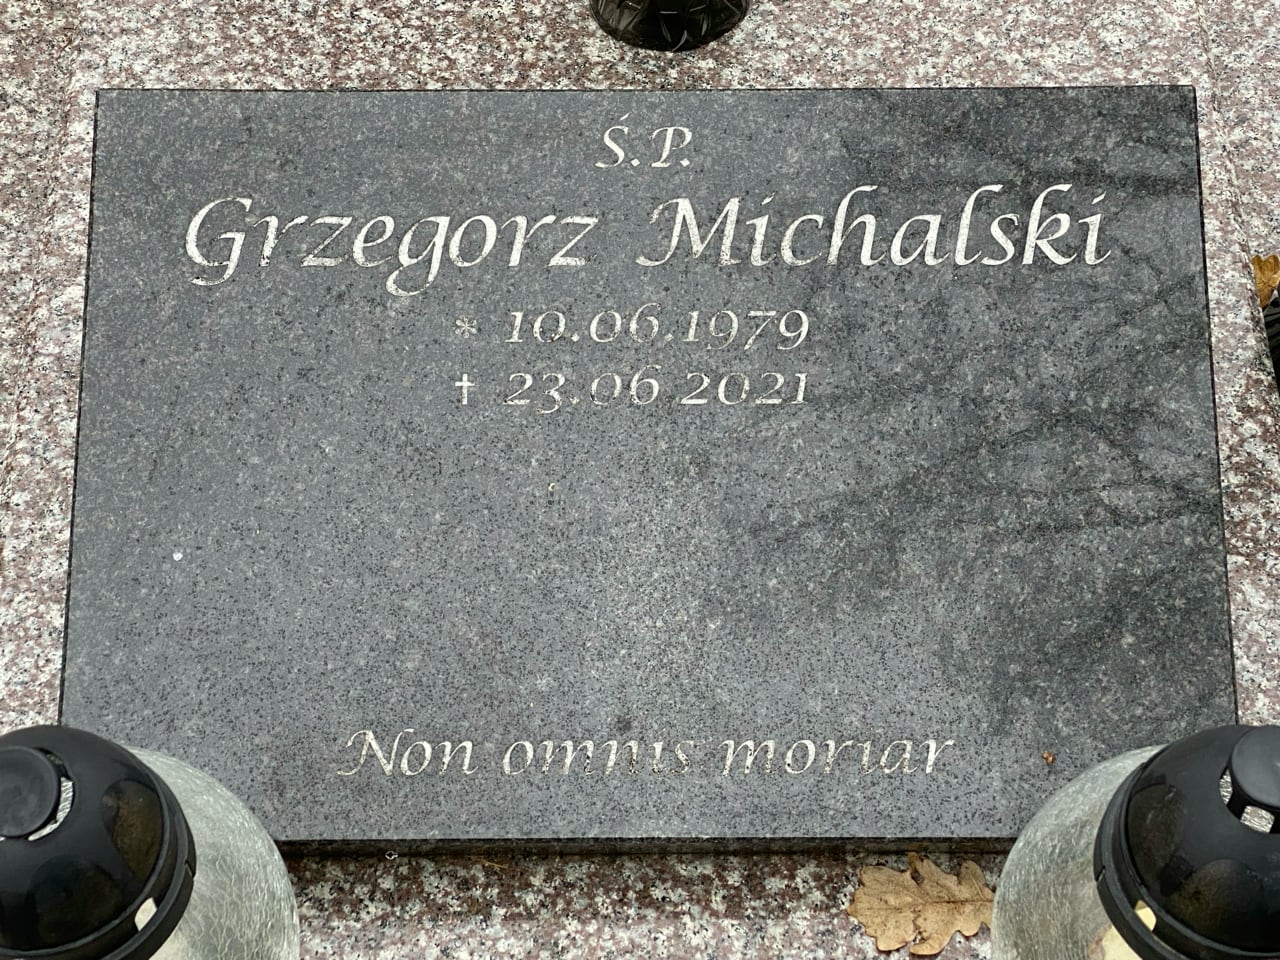 Ś.P.
Grzegorz Michalski
* 10.06.1979
† 23.06 2021
Non omnis moriar